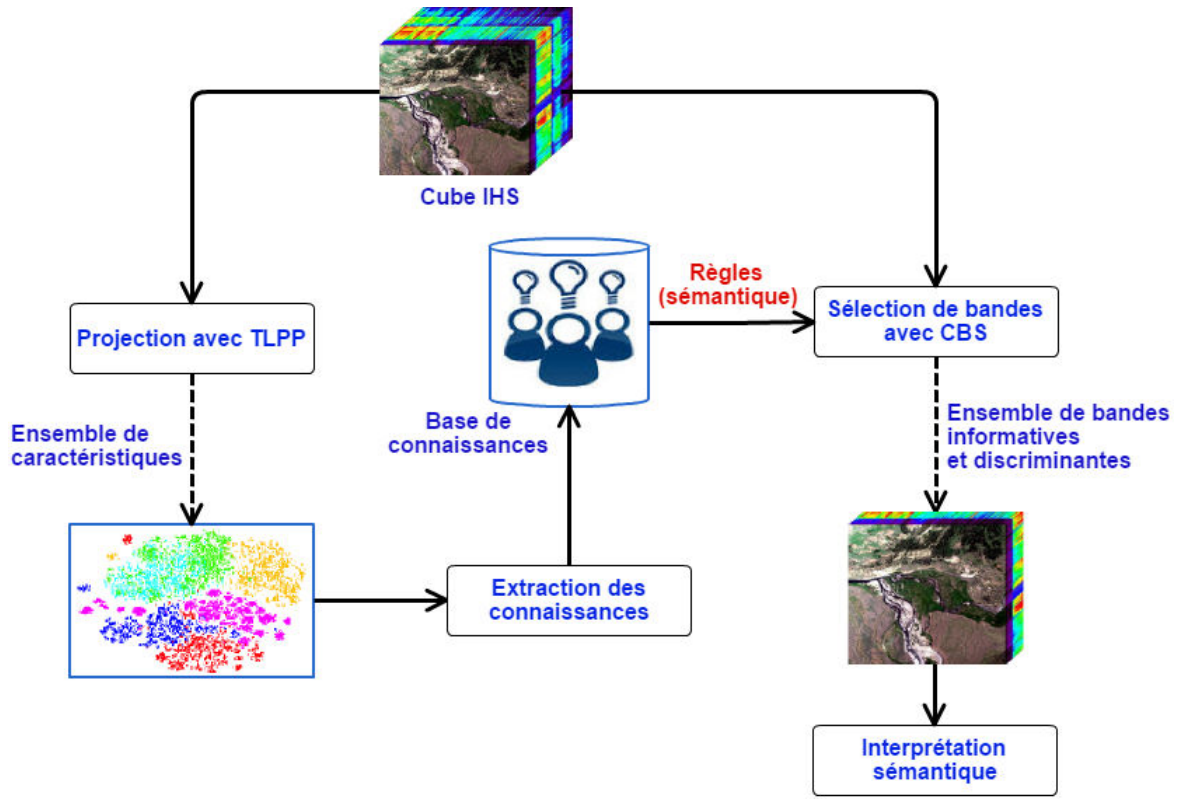 Cube IHS
Règles
(sémantique)
Projection avec TLPP
Sélection de bandes
avec CBS
Ensemble de
caractéristiques
Base de
connaissances
Ensemble de bandes
informatives
et discriminantes
Extraction des
connaissances
Interprétation
sémantique